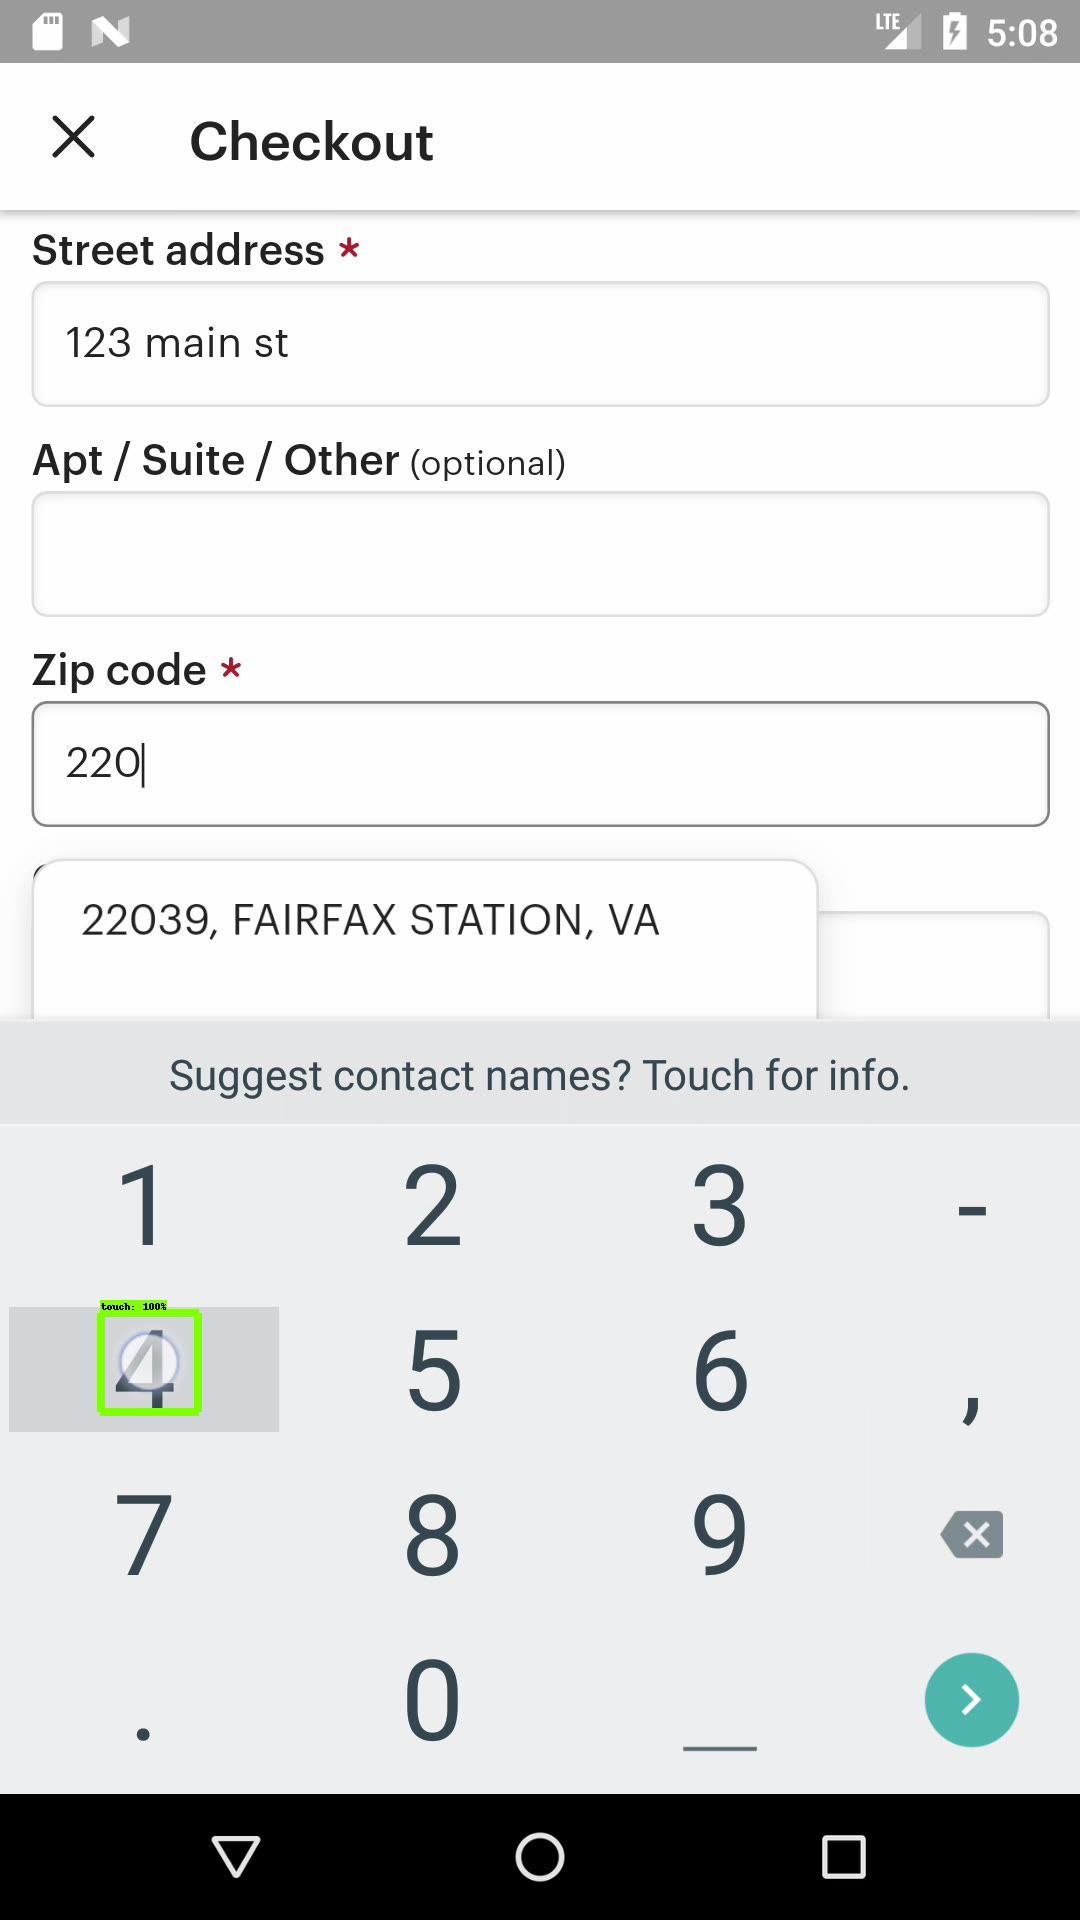 LTE 5:08
Checkout
Street address *
123 main st
Apt / Suite / Other (optional)
Zip code *
220
22039, FAIRFAX STATION, VA
Suggest contact names? Touch for info.
1 2 3 -
touch: 100%
4 5 6 ,
7 8 9
. 0 _